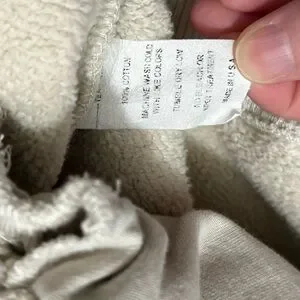 100% COTTON
MACHINE WASH COLD
WITH LIKE COLORS
TUMBLE DRY LOW
MADE IN U.S.A.